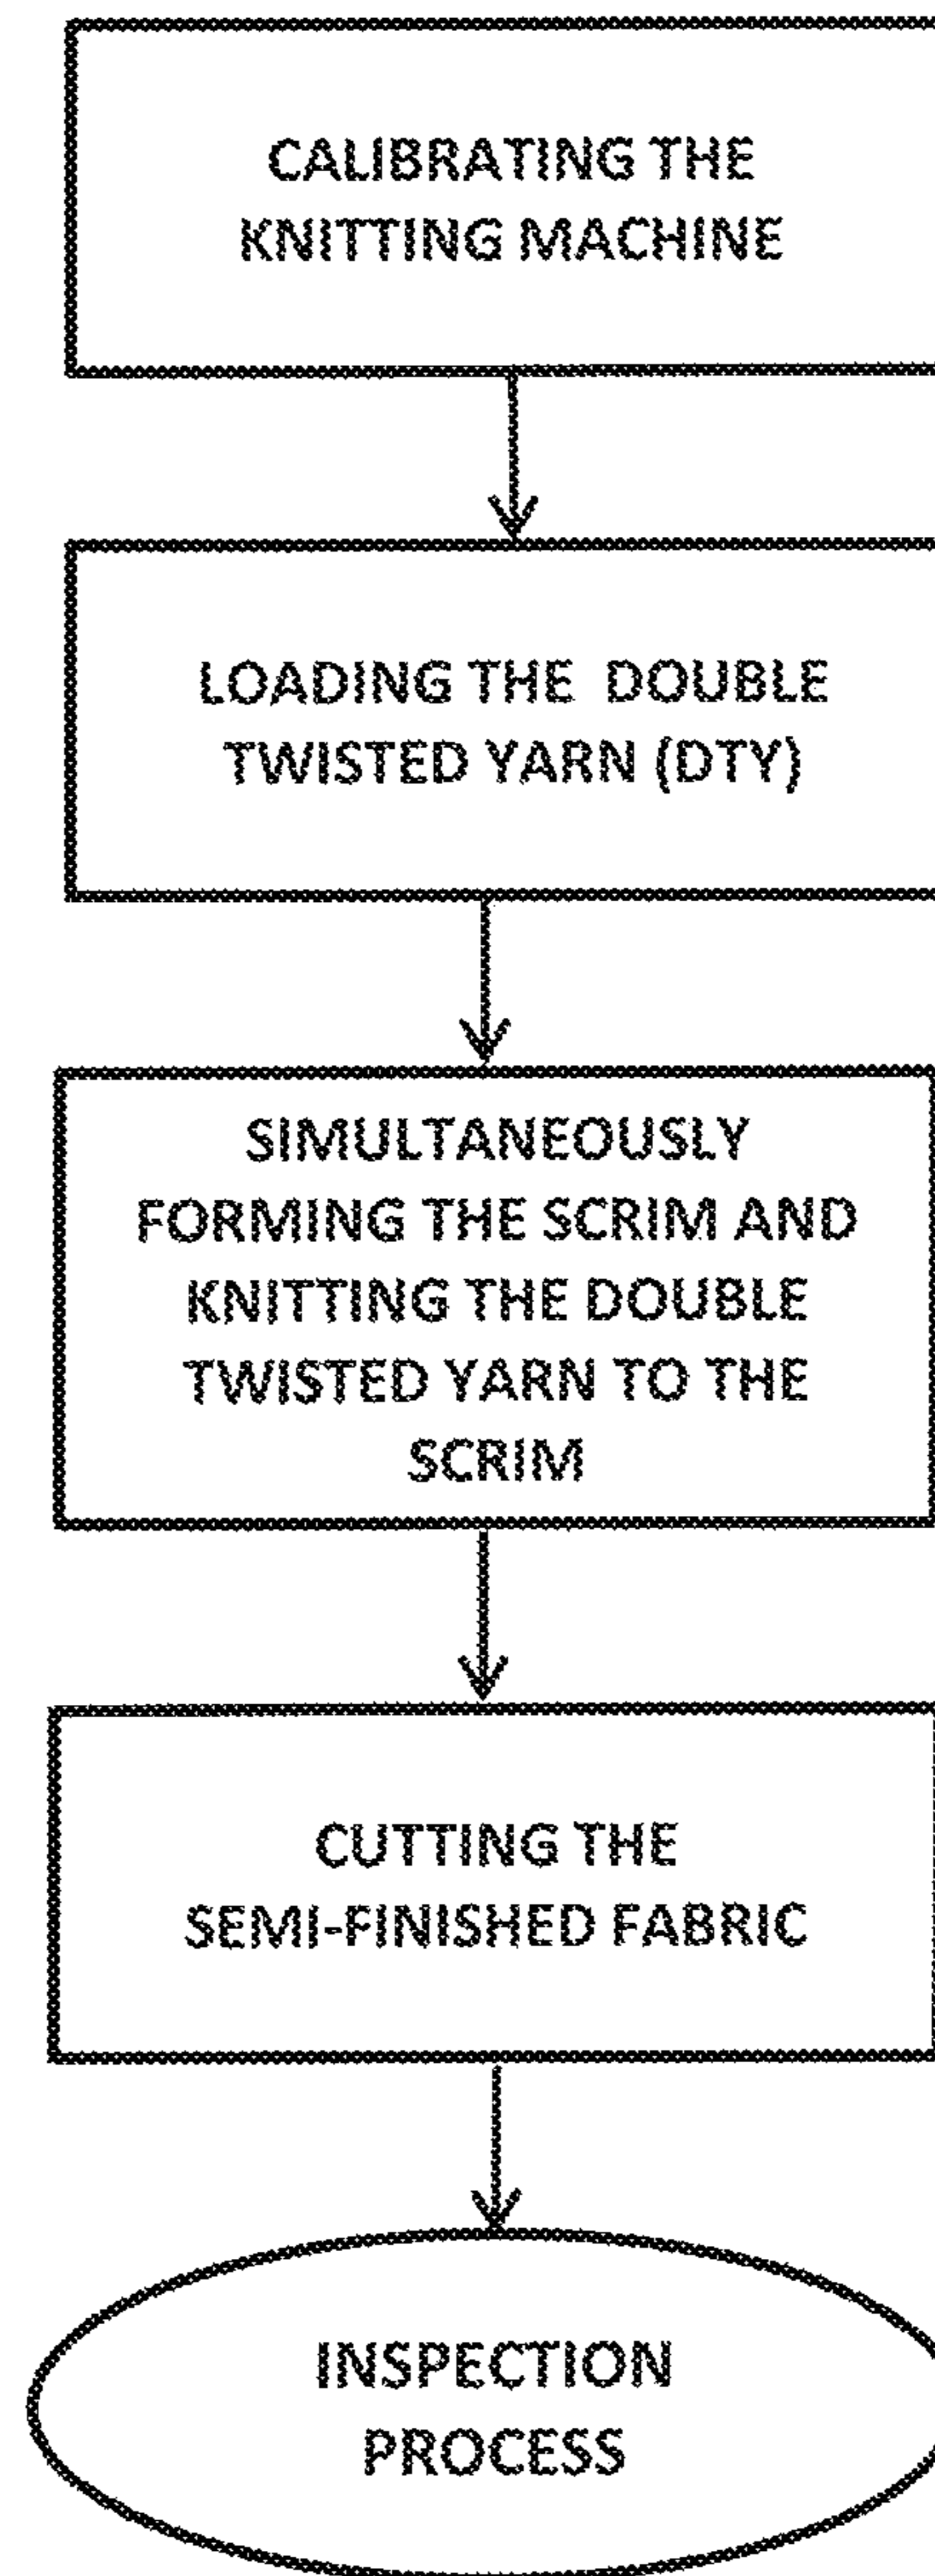 CALIBRATING THE
KNITTING MACHINE
LOADING THE DOUBLE
TWISTED YARN (DTY)
SIMULTANEOUSLY
FORMING THE SCRIM AND
KNITTING THE DOUBLE
TWISTED YARN TO THE
SCRIM
CUTTING THE
SEMI-FINISHED FABRIC
INSPECTION
PROCESS